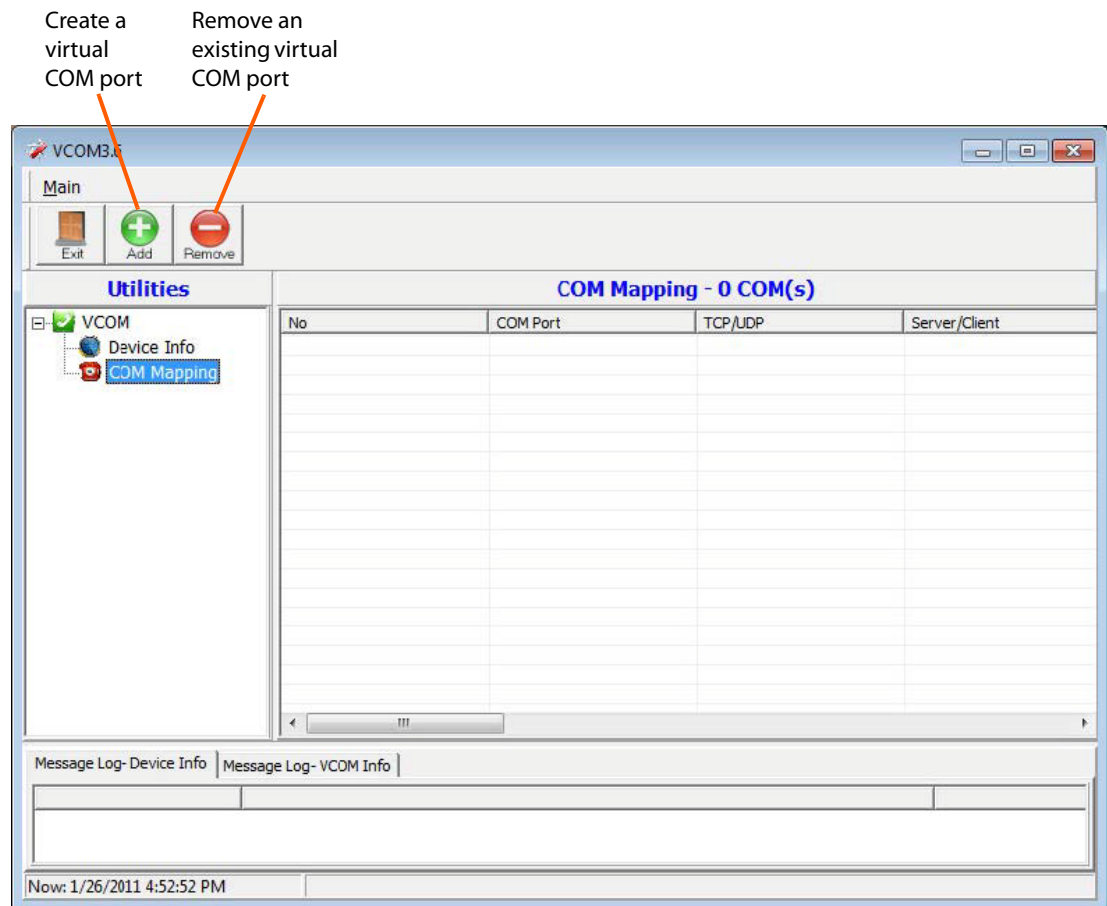 Create a
virtual
COM port
Remove an
existing virtual
COM port
VCOM3.6
Main
Exit
Add
Remove
Utilities
COM Mapping - 0 COM(s)
VCOM
Device Info
COM Mapping
No
COM Port
TCP/UDP
Server/Client
Message Log- Device Info
Message Log- VCOM Info
Now: 1/26/2011 4:52:52 PM